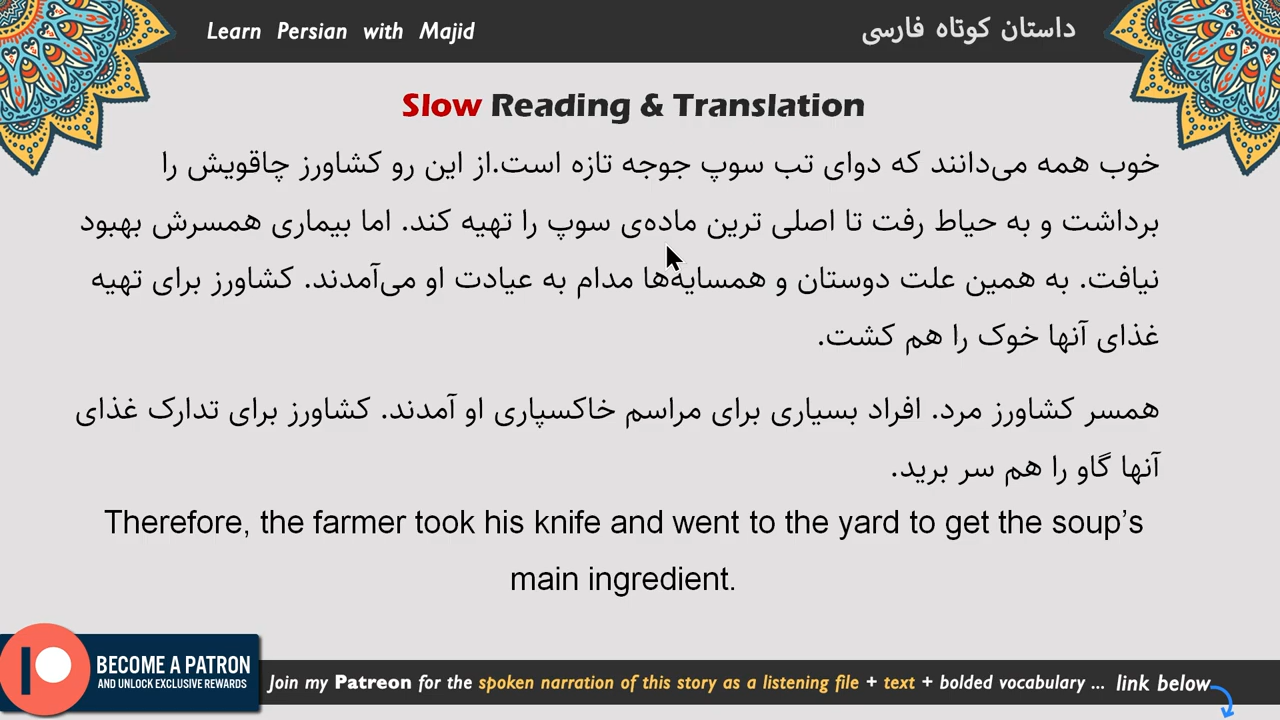 Learn Persian with Majid
داستان کوتاه فارسی
Slow Reading & Translation
خوب همه می‌دانند که دوای تب سوپ جوجه تازه است.از این رو کشاورز چاقویش را
برداشت و به حیاط رفت تا اصلی ترین ماده‌ی سوپ را تهیه کند. اما بیماری همسرش بهبود
نیافت. به همین علت دوستان و همسایه‌ها مدام به عیادت او می‌آمدند. کشاورز برای تهیه
غذای آنها خوک را هم کشت.
همسر کشاورز مرد. افراد بسیاری برای مراسم خاکسپاری او آمدند. کشاورز برای تدارک غذای
آنها گاو را هم سر برید.
Therefore, the farmer took his knife and went to the yard to get the soup’s
main ingredient.
BECOME A PATRON
AND UNLOCK EXCLUSIVE REWARDS
Join my Patreon for the spoken narration of this story as a listening file + text + bolded vocabulary ... link below